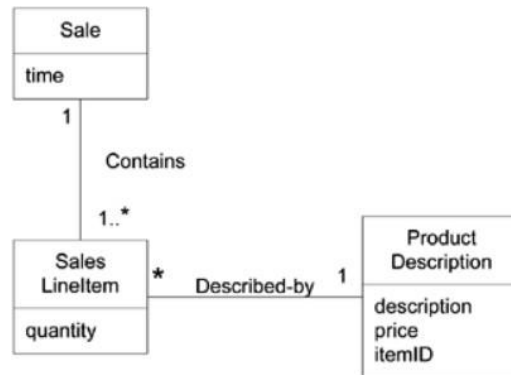 Sale
time
1
Contains
1..*
Sales
LineItem
quantity
*
Described-by
1
Product
Description
description
price
itemID